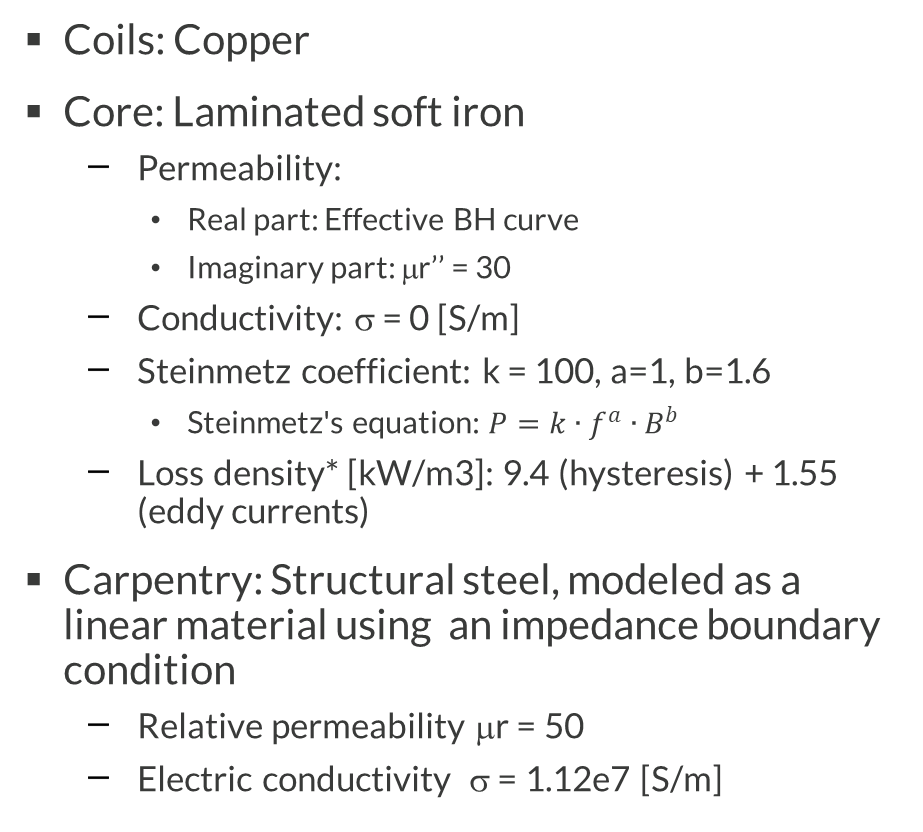 ▪ Coils: Copper
▪ Core: Laminated soft iron
– Permeability:
• Real part: Effective BH curve
• Imaginary part: μr’’ = 30
– Conductivity: σ = 0 [S/m]
– Steinmetz coefficient: k = 100, a=1, b=1.6
• Steinmetz's equation: P = k · f^a · B^b
– Loss density* [kW/m3]: 9.4 (hysteresis) + 1.55
(eddy currents)
▪ Carpentry: Structural steel, modeled as a
linear material using  an impedance boundary
condition
– Relative permeability μr = 50
– Electric conductivity  σ = 1.12e7 [S/m]